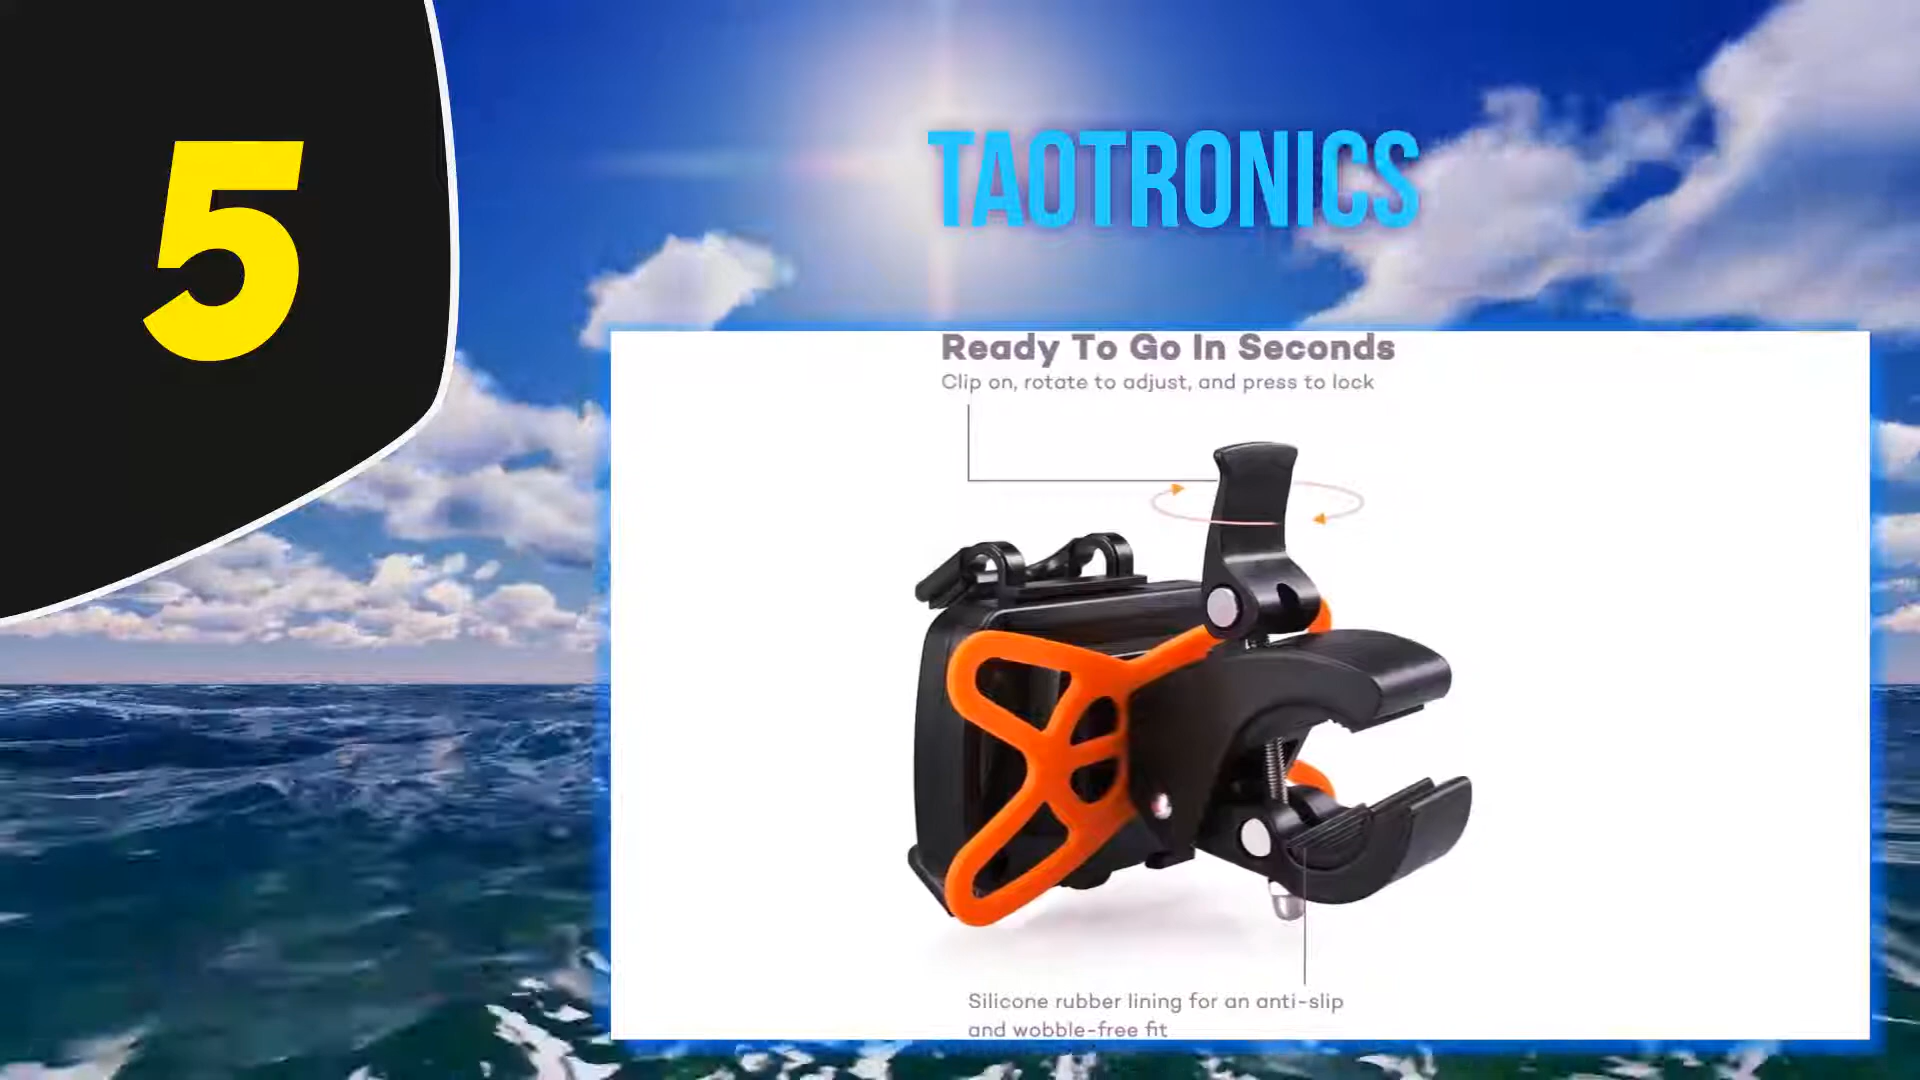 5
TAOTRONICS
Ready To Go In Seconds
Clip on, rotate to adjust, and press to lock
Silicone rubber lining for an anti-slip
and wobble-free fit